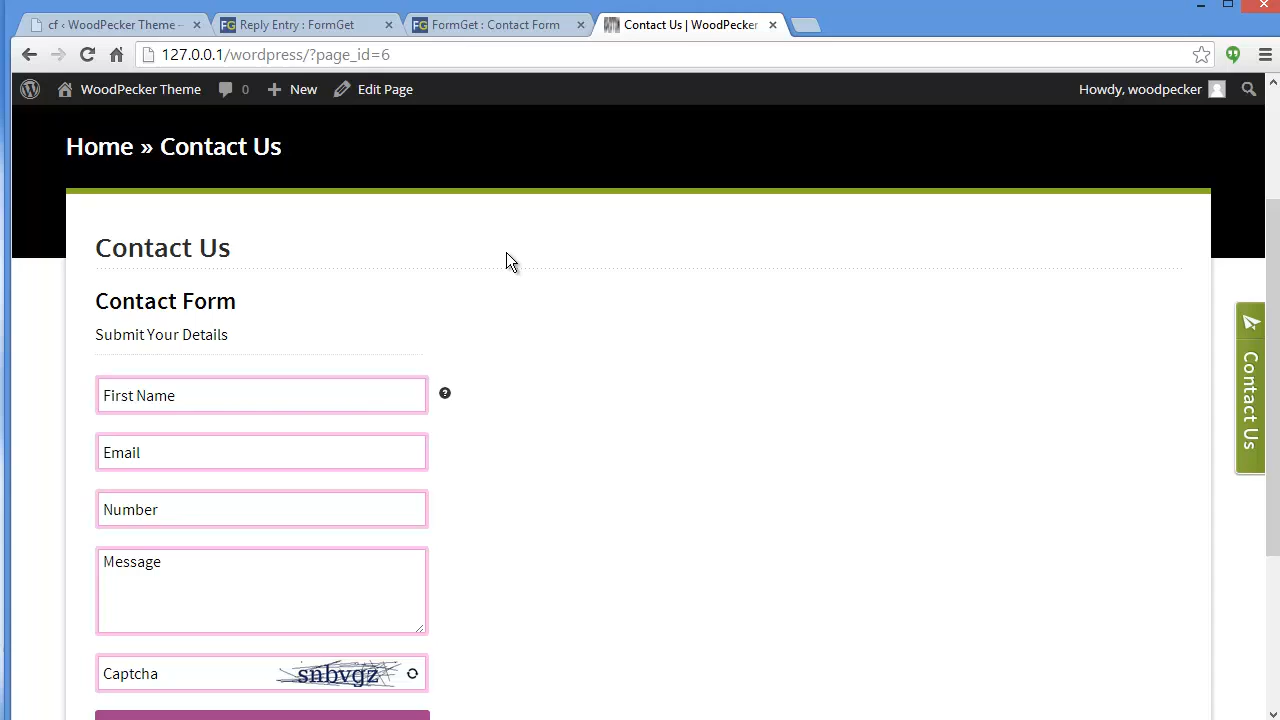 cf ‹ WoodPecker Theme –
Reply Entry : FormGet
FormGet : Contact Form
Contact Us | WoodPecker
127.0.0.1/wordpress/?page_id=6
WoodPecker Theme
0
New
Edit Page
Howdy, woodpecker
Home » Contact Us
Contact Us
Contact Form
Submit Your Details
First Name
Email
Number
Message
Captcha
snbvgz
Contact Us